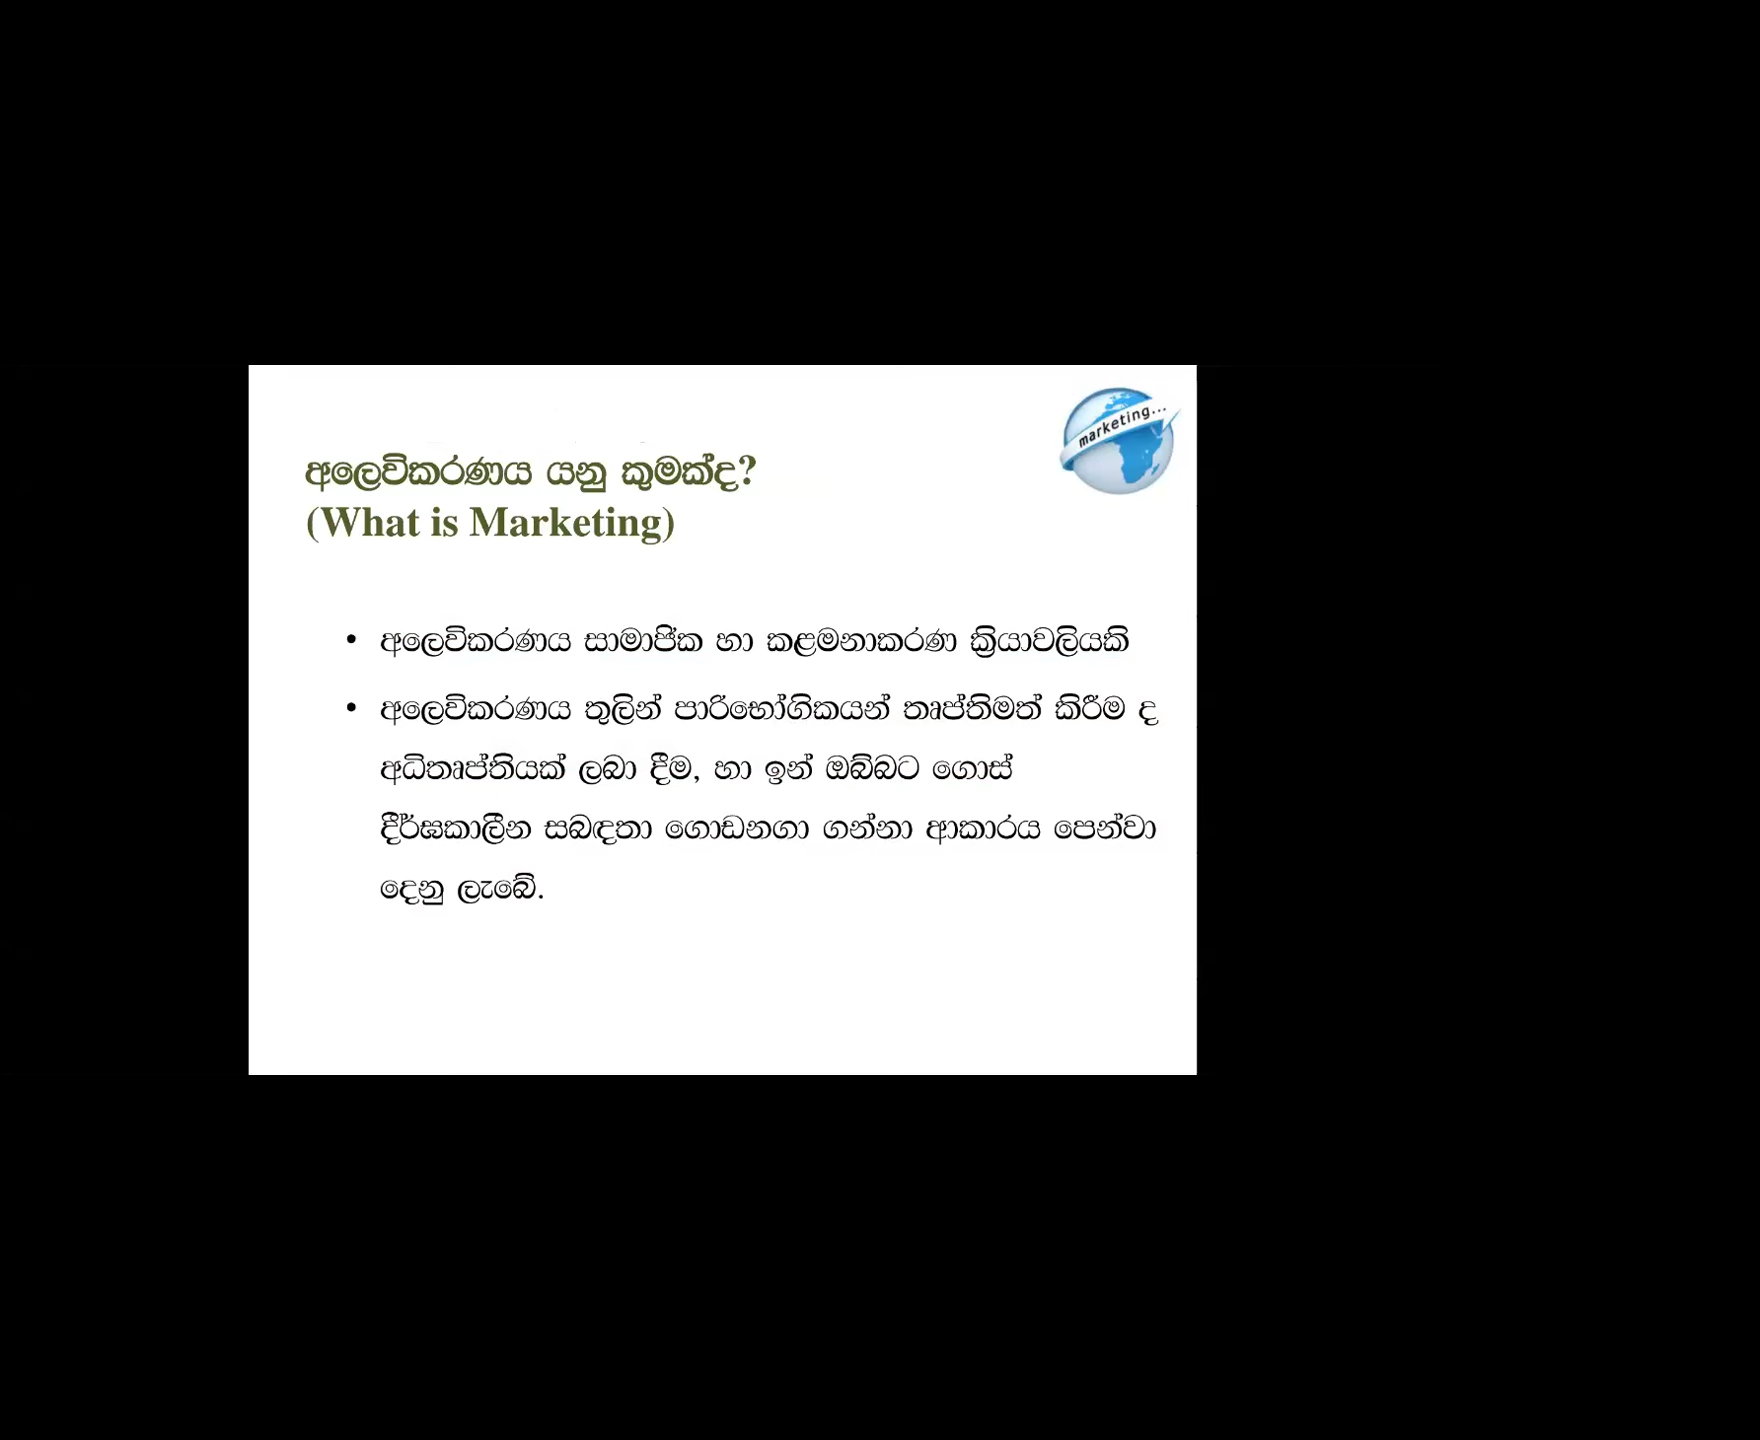 marketing...
අලෙවිකරණය යනු කුමක්ද?
(What is Marketing)
• අලෙවිකරණය සාමාජික හා කළමනාකරණ ක්‍රියාවලියකි
• අලෙවිකරණය තුලින් පාරිභෝගිකයන් තෘප්තිමත් කිරීම ද
අධිතෘප්තියක් ලබා දීම, හා ඉන් ඔබ්බට ගොස්
දීර්ඝකාලීන සබඳතා ගොඩනගා ගන්නා ආකාරය පෙන්වා
දෙනු ලැබේ.